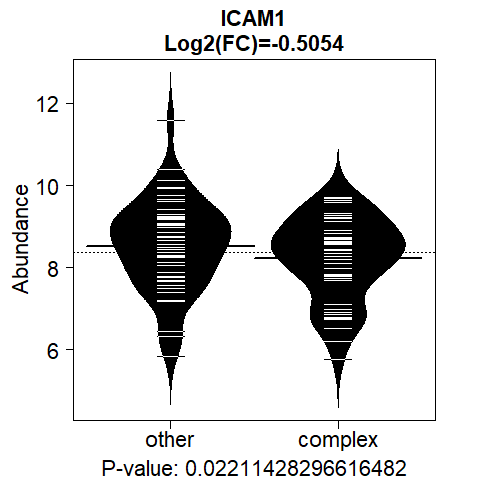 ICAM1
Log2(FC)=-0.5054
Abundance
12
10
8
6
other complex
P-value: 0.02211428296616482